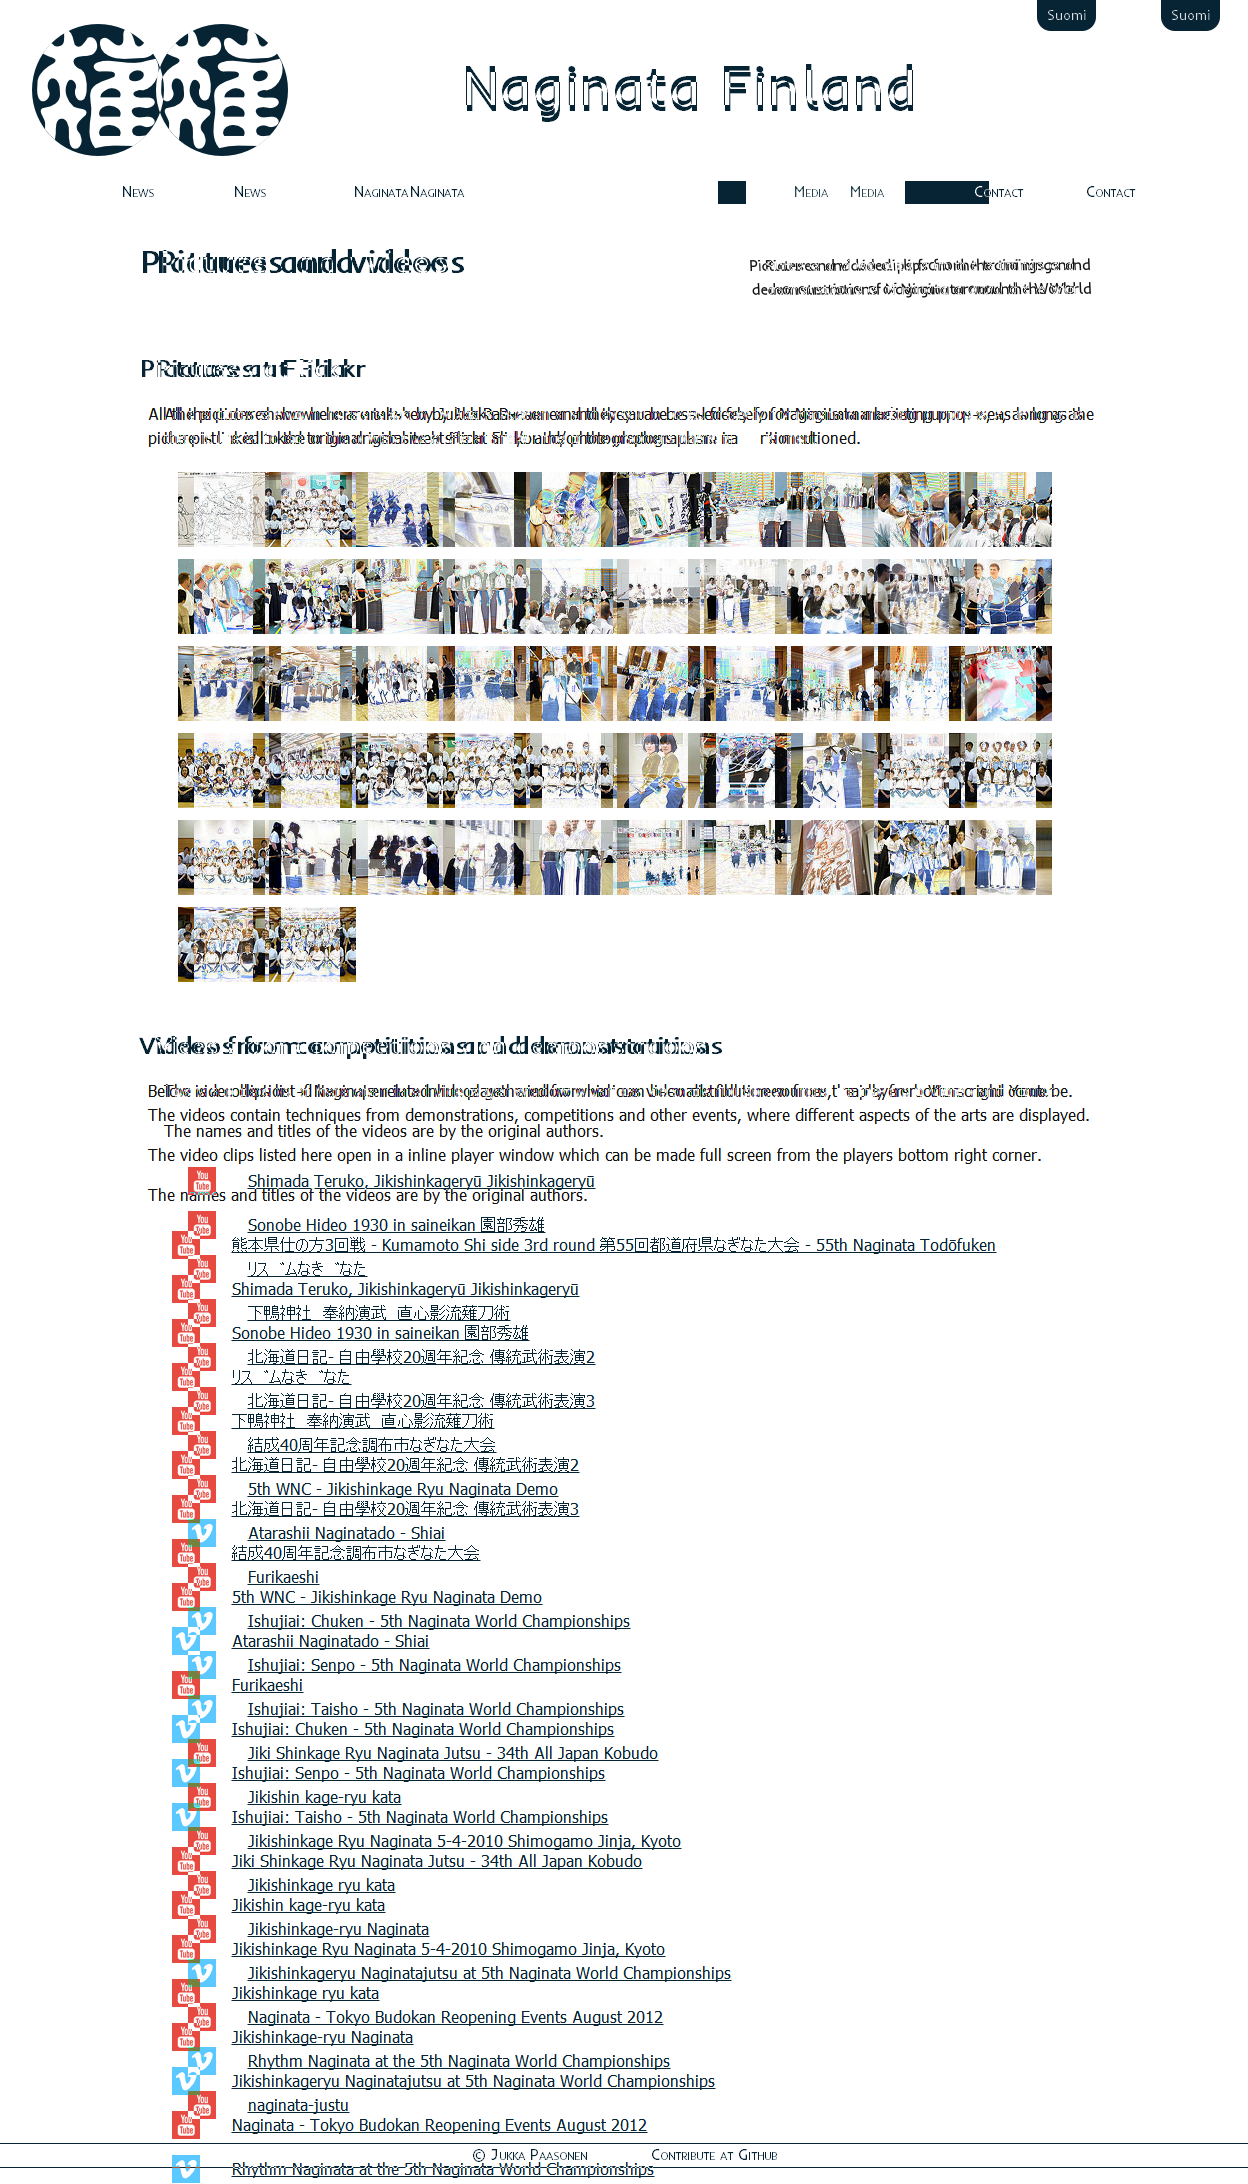 Suomi Suomi
Naginata Finland
News News Naginata Naginata Media Media Contact Contact
Pictures and videos
Pictures at Flickr
The videos contain techniques from demonstrations, competitions and other events, where different aspects of the arts are displayed.
The names and titles of the videos are by the original authors.
The video clips listed here open in a inline player window which can be made full screen from the players bottom right corner.
Shimada Teruko, Jikishinkageryū Jikishinkageryū
The names and titles of the videos are by the original authors.
Sonobe Hideo 1930 in saineikan 園部秀雄
熊本県仕の方3回戦 - Kumamoto Shi side 3rd round 第55回都道府県なぎなた大会 - 55th Naginata Todōfuken
リズムなぎなた
Shimada Teruko, Jikishinkageryū Jikishinkageryū
下鴨神社　奉納演武　直心影流薙刀術
Sonobe Hideo 1930 in saineikan 園部秀雄
北海道日記- 自由學校20週年紀念 傳統武術表演2
リズムなぎなた
北海道日記- 自由學校20週年紀念 傳統武術表演3
下鴨神社　奉納演武　直心影流薙刀術
結成40周年記念調布市なぎなた大会
北海道日記- 自由學校20週年紀念 傳統武術表演2
5th WNC - Jikishinkage Ryu Naginata Demo
北海道日記- 自由學校20週年紀念 傳統武術表演3
Atarashii Naginatado - Shiai
結成40周年記念調布市なぎなた大会
Furikaeshi
5th WNC - Jikishinkage Ryu Naginata Demo
Ishujiai: Chuken - 5th Naginata World Championships
Atarashii Naginatado - Shiai
Ishujiai: Senpo - 5th Naginata World Championships
Furikaeshi
Ishujiai: Taisho - 5th Naginata World Championships
Ishujiai: Chuken - 5th Naginata World Championships
Jiki Shinkage Ryu Naginata Jutsu - 34th All Japan Kobudo
Ishujiai: Senpo - 5th Naginata World Championships
Jikishin kage-ryu kata
Ishujiai: Taisho - 5th Naginata World Championships
Jikishinkage Ryu Naginata 5-4-2010 Shimogamo Jinja, Kyoto
Jiki Shinkage Ryu Naginata Jutsu - 34th All Japan Kobudo
Jikishinkage ryu kata
Jikishin kage-ryu kata
Jikishinkage-ryu Naginata
Jikishinkage Ryu Naginata 5-4-2010 Shimogamo Jinja, Kyoto
Jikishinkageryu Naginatajutsu at 5th Naginata World Championships
Jikishinkage ryu kata
Naginata - Tokyo Budokan Reopening Events August 2012
Jikishinkage-ryu Naginata
Rhythm Naginata at the 5th Naginata World Championships
Jikishinkageryu Naginatajutsu at 5th Naginata World Championships
naginata-justu
Naginata - Tokyo Budokan Reopening Events August 2012
© Jukka Paasonen Contribute at Github
Rhythm Naginata at the 5th Naginata World Championships